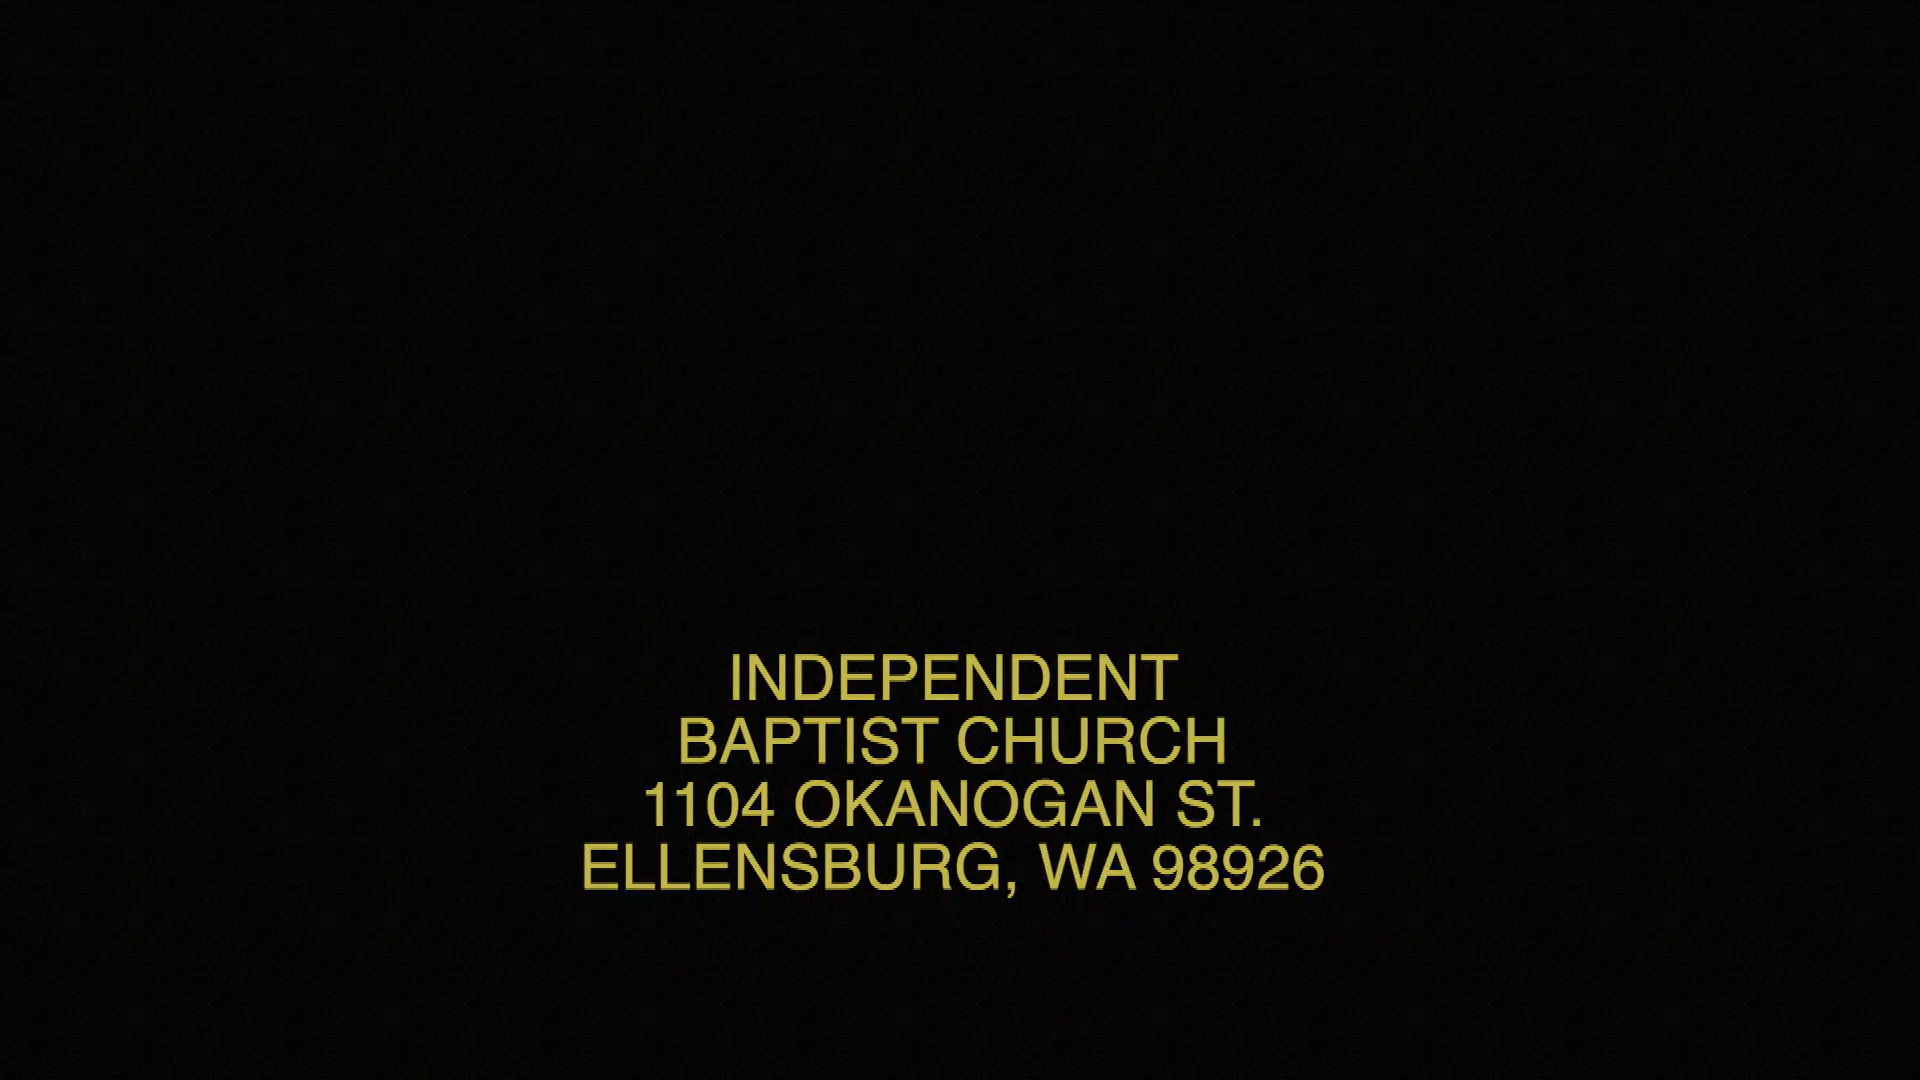 INDEPENDENT
BAPTIST CHURCH
1104 OKANOGAN ST.
ELLENSBURG, WA 98926